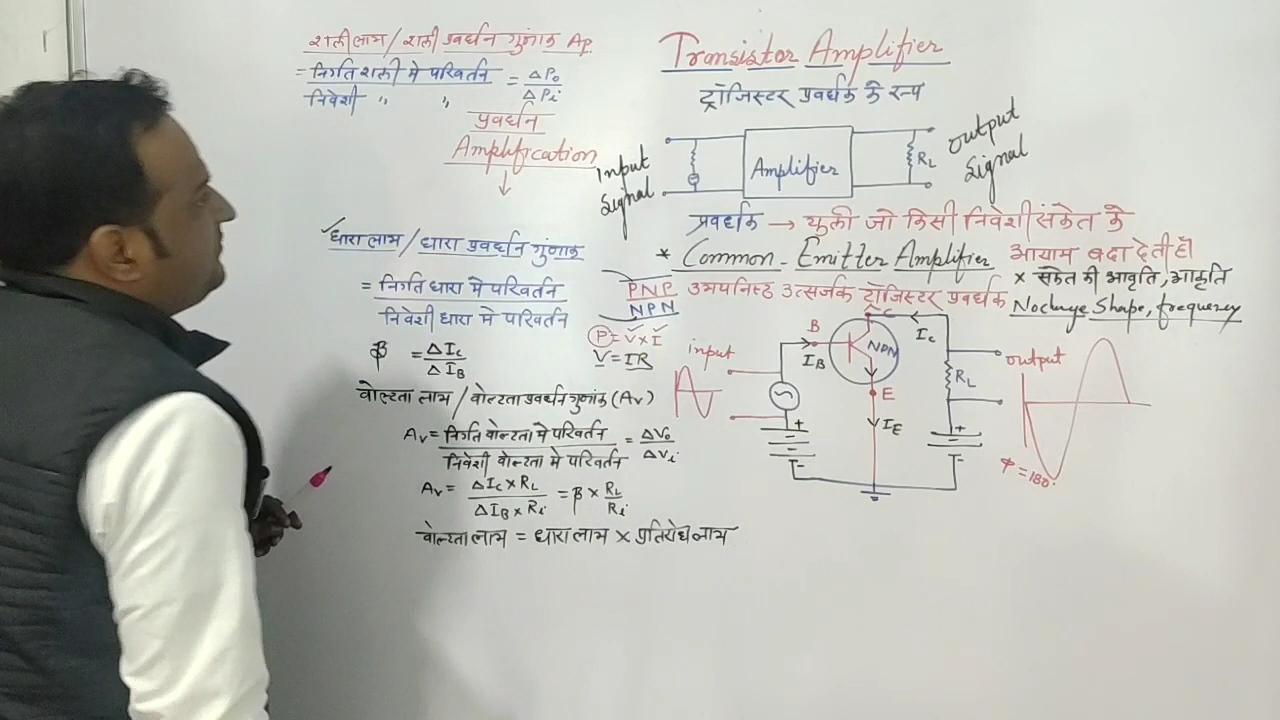 Transistor Amplifier
ट्रॉंजिस्टर प्रवर्धक के रूप
Input
Signal
Amplifier
RL
Output
Signal
प्रवर्धक → युक्ती जो किसी निवेशी संकेत के
आयाम बढा देती हो
* Common-Emitter Amplifier
× संकेत की आवृति, आकृति
PNP
NPN
उभयनिष्ठ उत्सर्जक ट्रॉंजिस्टर प्रवर्धक
Shape, frequency
शक्ती लाभ / शक्ती प्रवर्धन गुणांक Ap
= निर्गति शक्ती मे परिवर्तन / निवेशी " " = ΔPo / ΔPi
प्रवर्धन
Amplification
↓
✓धारा लाभ / धारा प्रवर्धन गुणांक
= निर्गति धारा मे परिवर्तन
निवेशी धारा मे परिवर्तन
β = ΔIc / ΔIB
P = V × I
V = IR
वोल्टता लाभ / वोल्टता प्रवर्धन गुणांक (Av)
Av = निर्गति वोल्टता मे परिवर्तन / निवेशी वोल्टता मे परिवर्तन = ΔVo / ΔVi
Av = ΔIc × RL / ΔIB × Ri = β × RL / Ri
वोल्टता लाभ = धारा लाभ × प्रतिरोध लाभ
input
B
IB
C
NPN
Ic
E
IE
RL
+
-
+
-
output
φ = 180°